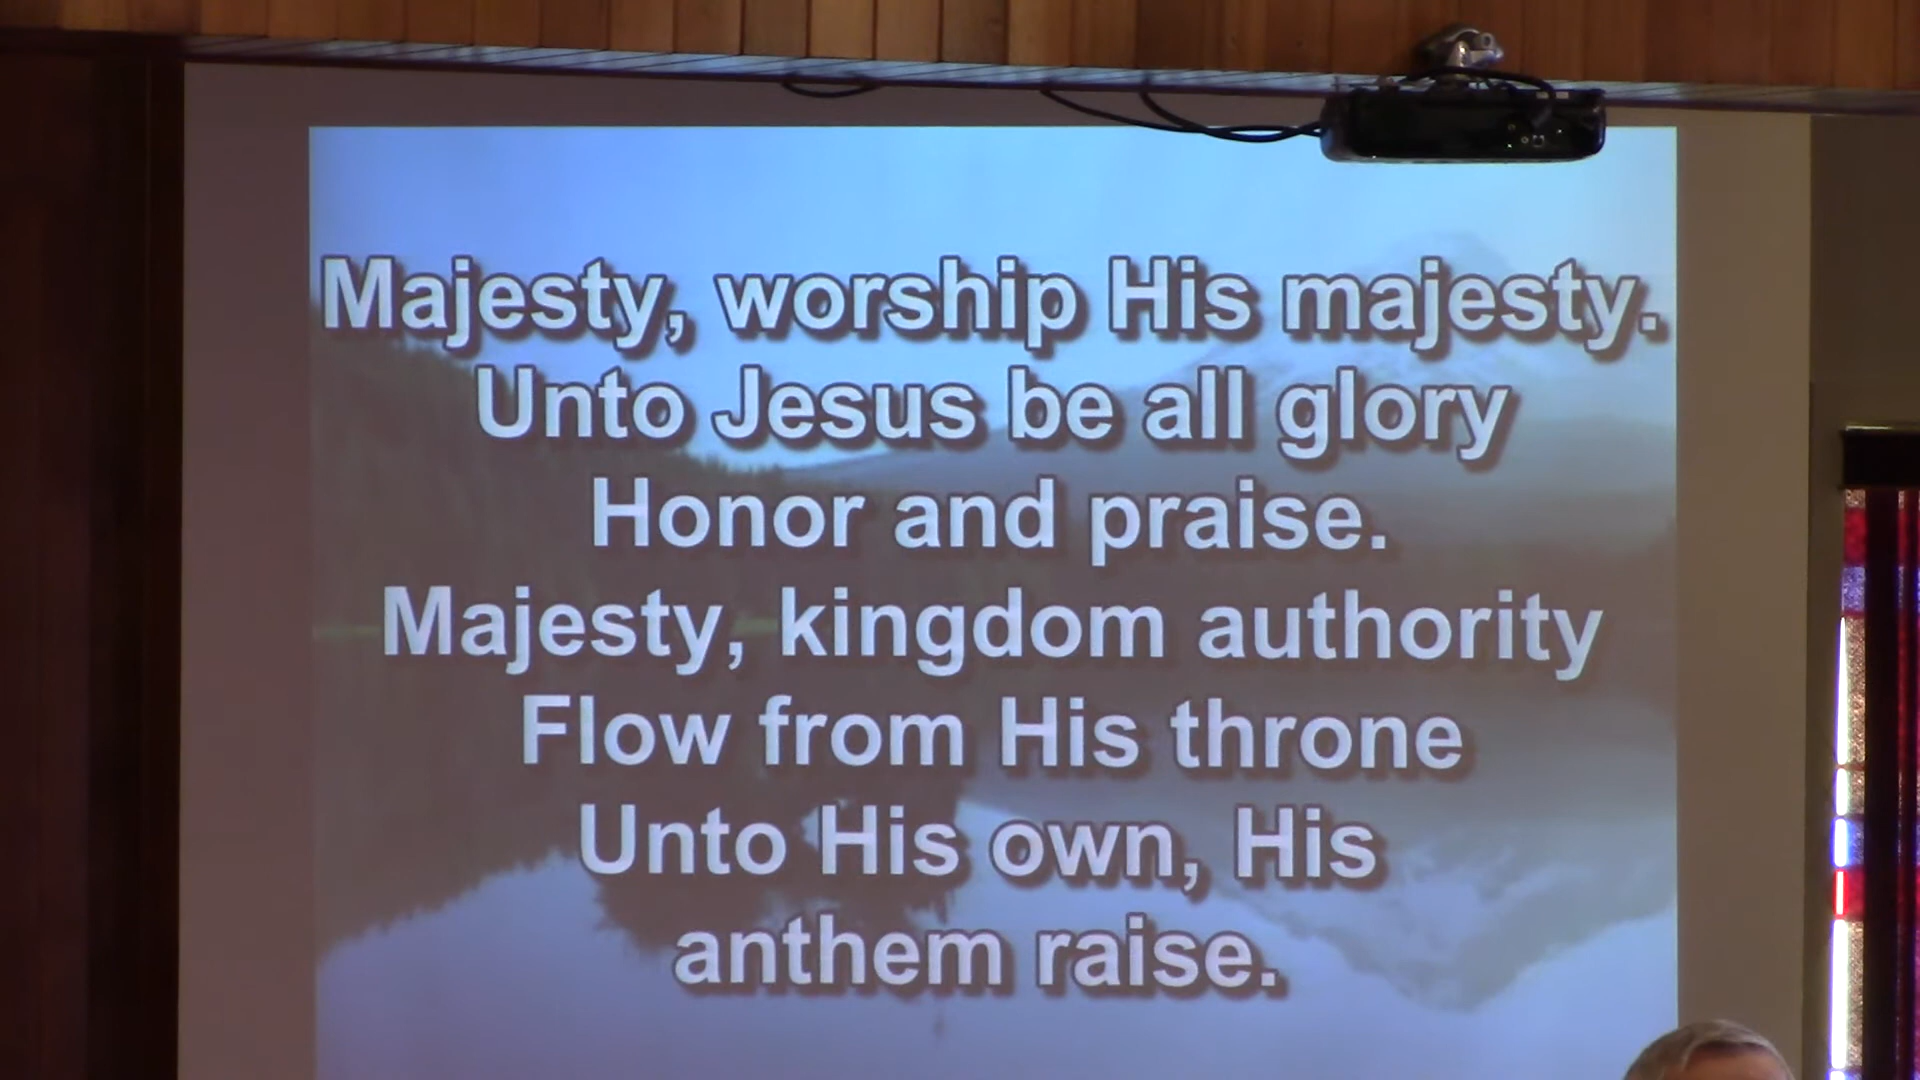 Majesty, worship His majesty.
Unto Jesus be all glory
Honor and praise.
Majesty, kingdom authority
Flow from His throne
Unto His own, His
anthem raise.